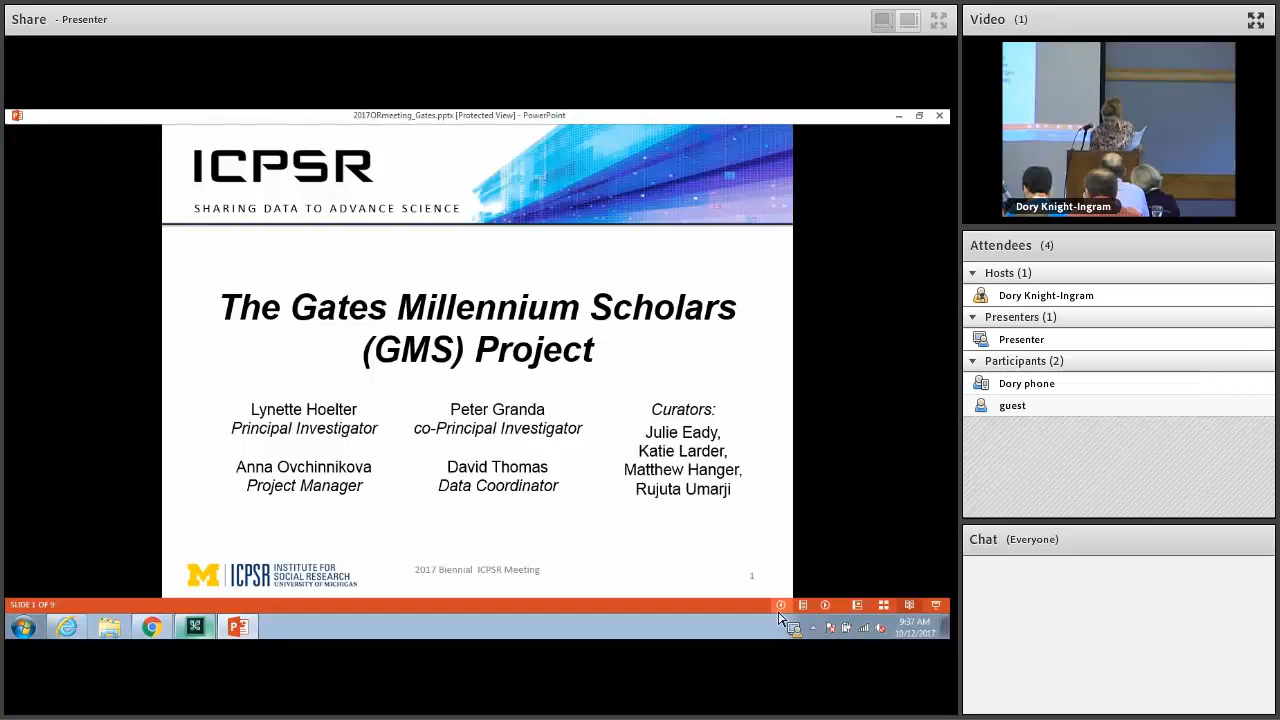 Share - Presenter
2017ORmeeting_Gates.pptx [Protected View] - PowerPoint
ICPSR
SHARING DATA TO ADVANCE SCIENCE
The Gates Millennium Scholars
(GMS) Project
Lynette Hoelter
Principal Investigator
Peter Granda
co-Principal Investigator
Anna Ovchinnikova
Project Manager
David Thomas
Data Coordinator
Curators:
Julie Eady,
Katie Larder,
Matthew Hanger,
Rujuta Umarji
M ICPSR INSTITUTE FOR
SOCIAL RESEARCH
UNIVERSITY OF MICHIGAN
2017 Biennial ICPSR Meeting
1
SLIDE 1 OF 9
9:37 AM
10/12/2017
Video (1)
Dory Knight-Ingram
Attendees (4)
Hosts (1)
Dory Knight-Ingram
Presenters (1)
Presenter
Participants (2)
Dory phone
guest
Chat (Everyone)